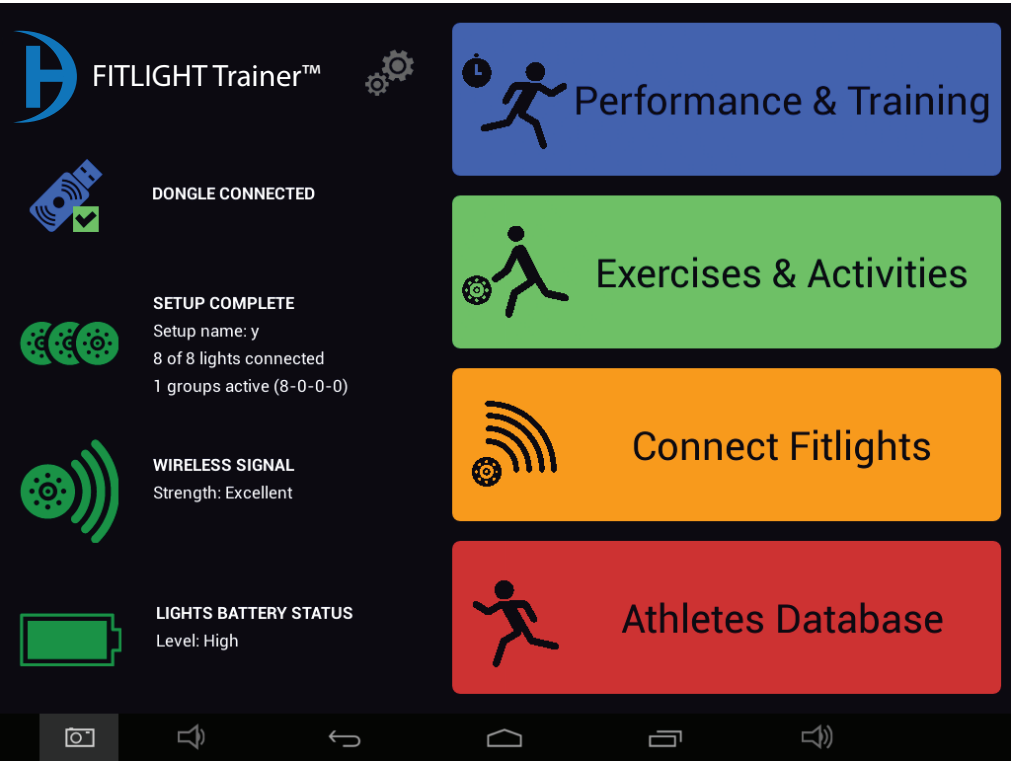 FITLIGHT Trainer™
DONGLE CONNECTED
SETUP COMPLETE
Setup name: y
8 of 8 lights connected
1 groups active (8-0-0-0)
WIRELESS SIGNAL
Strength: Excellent
LIGHTS BATTERY STATUS
Level: High
Performance & Training
Exercises & Activities
Connect Fitlights
Athletes Database